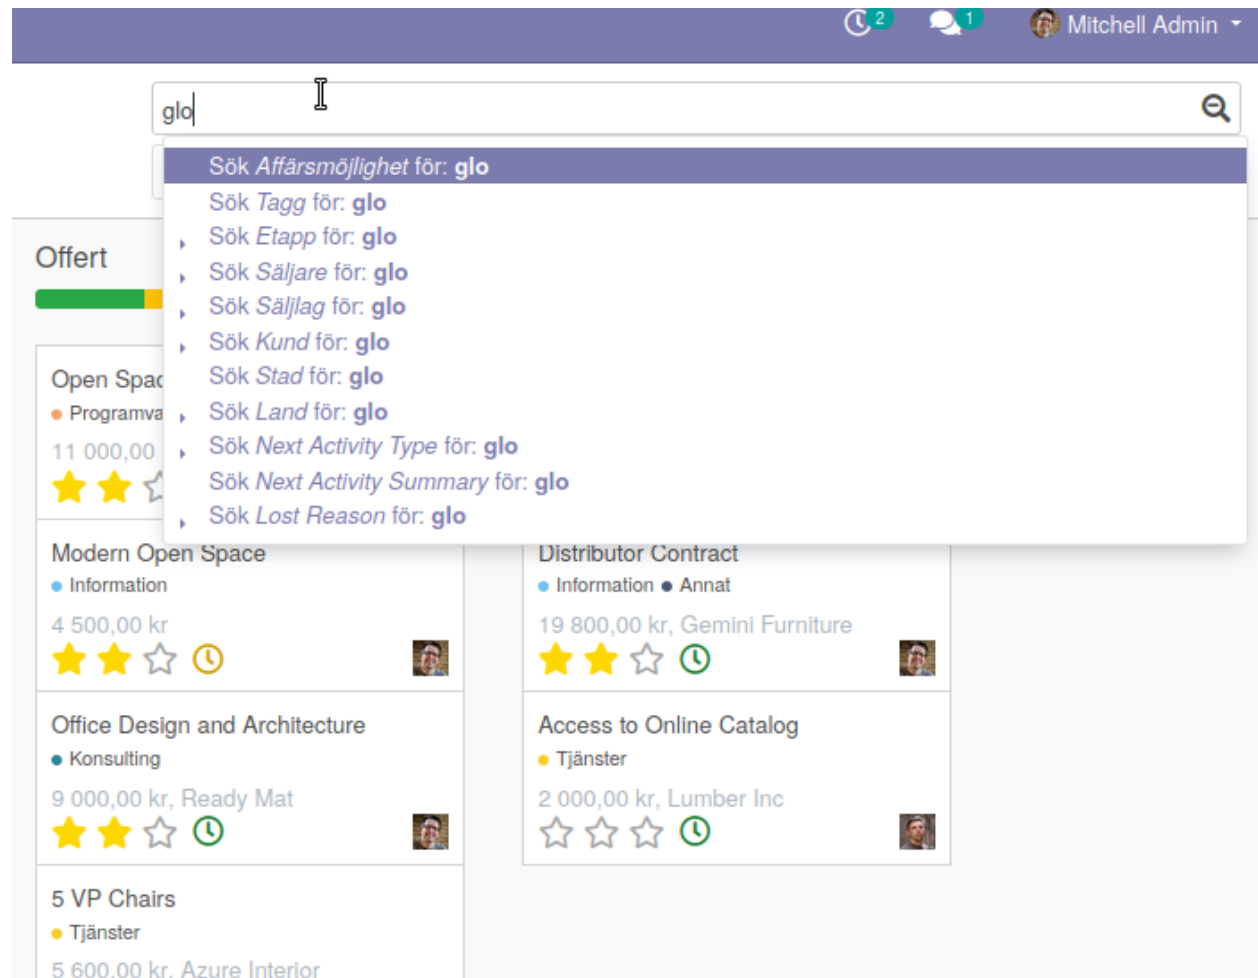 2 1 Mitchell Admin
glo
Sök Affärsmöjlighet för: glo
Sök Tagg för: glo
Sök Etapp för: glo
Sök Säljare för: glo
Sök Säljlag för: glo
Sök Kund för: glo
Sök Stad för: glo
Sök Land för: glo
Sök Next Activity Type för: glo
Sök Next Activity Summary för: glo
Sök Lost Reason för: glo
Offert
Open Spac
Programva
11 000,00
Modern Open Space
Information
4 500,00 kr
Office Design and Architecture
Konsulting
9 000,00 kr, Ready Mat
5 VP Chairs
Tjänster
5 600,00 kr, Azure Interior
Distributor Contract
Information Annat
19 800,00 kr, Gemini Furniture
Access to Online Catalog
Tjänster
2 000,00 kr, Lumber Inc